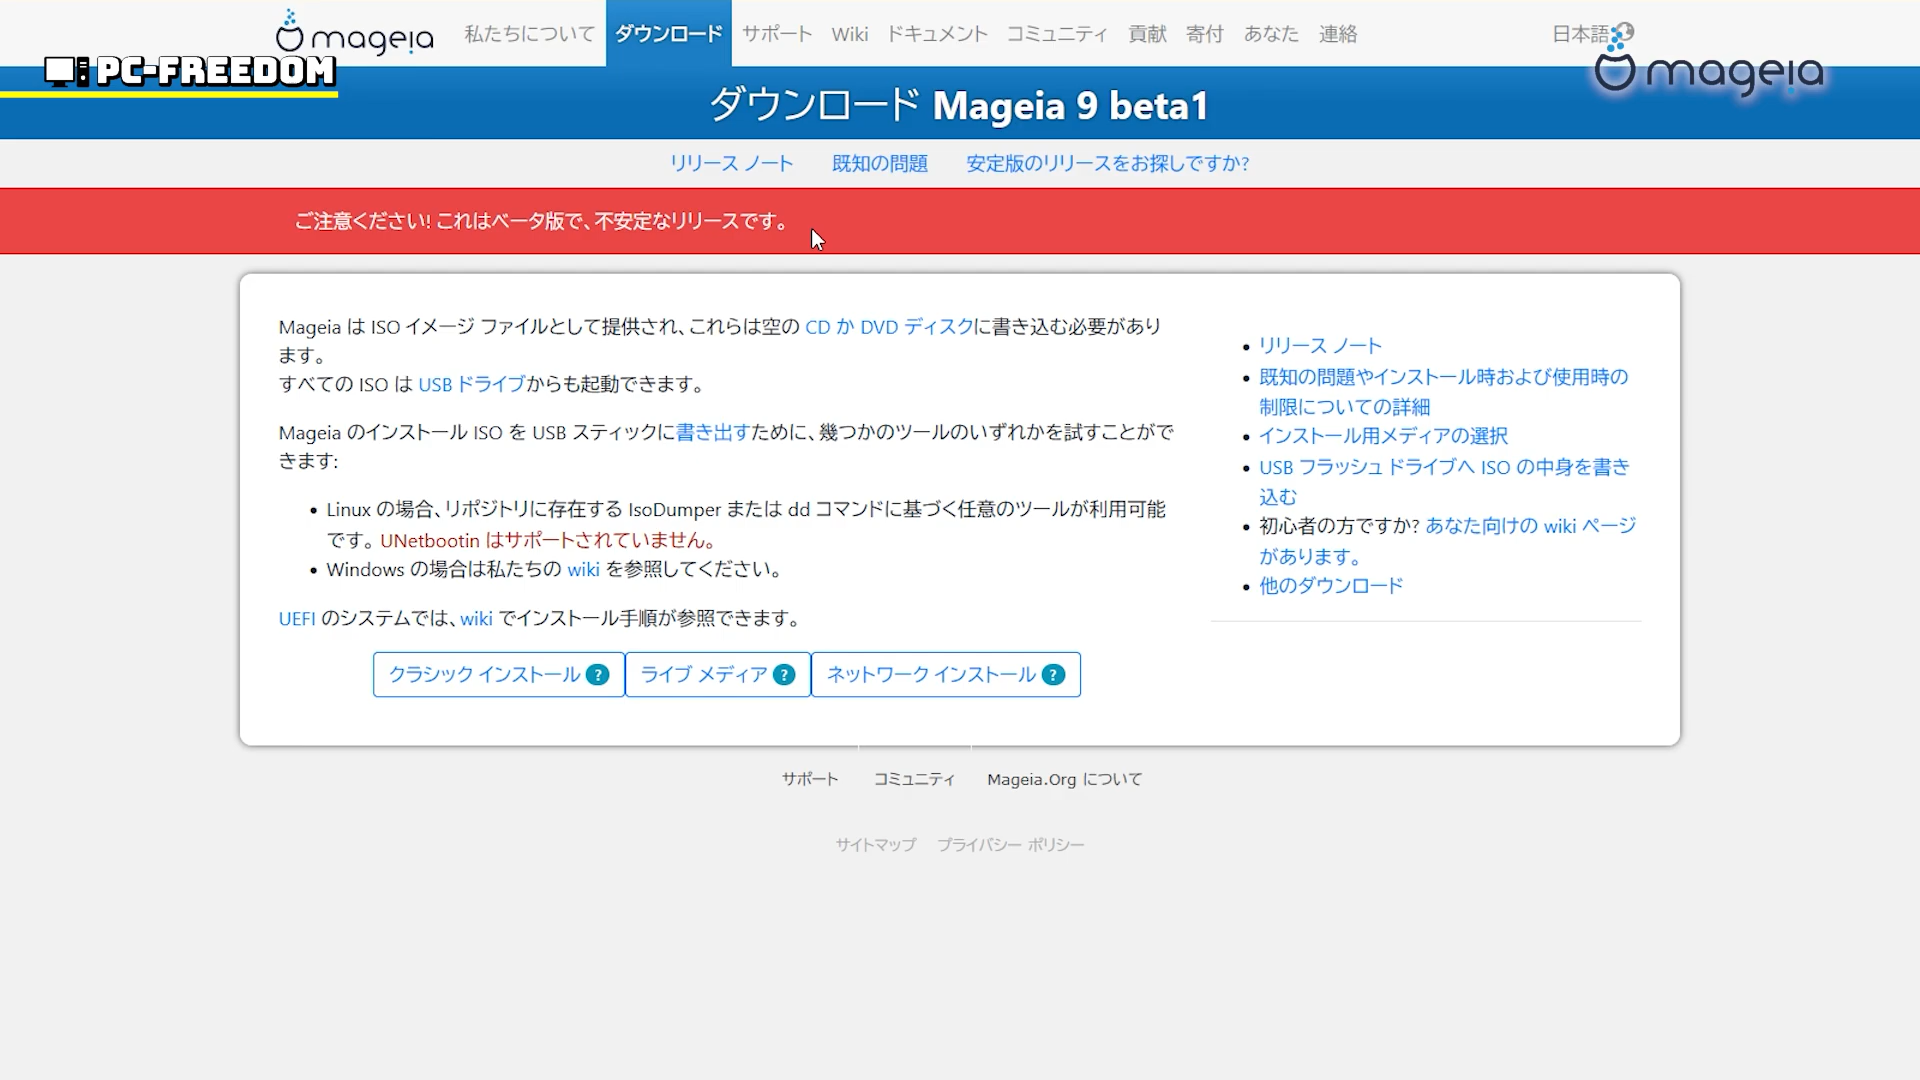 mageia 私たちについて ダウンロード サポート Wiki ドキュメント コミュニティ 貢献 寄付 あなた 連絡 日本語
PC-FREEDOM
mageia
ダウンロード Mageia 9 beta1
リリース ノート 既知の問題 安定版のリリースをお探しですか?
ご注意ください! これはベータ版で、不安定なリリースです。
Mageia は ISO イメージ ファイルとして提供され、これらは空の CD か DVD ディスクに書き込む必要があり
ます。
すべての ISO は USB ドライブからも起動できます。
Mageia のインストール ISO を USB スティックに書き出すために、幾つかのツールのいずれかを試すことがで
きます:
• Linux の場合、リポジトリに存在する IsoDumper または dd コマンドに基づく任意のツールが利用可能
です。UNetbootin はサポートされていません。
• Windows の場合は私たちの wiki を参照してください。
UEFI のシステムでは、wiki でインストール手順が参照できます。
クラシック インストール ? ライブ メディア ? ネットワーク インストール ?
• リリース ノート
• 既知の問題やインストール時および使用時の
制限についての詳細
• インストール用メディアの選択
• USB フラッシュ ドライブへ ISO の中身を書き
込む
• 初心者の方ですか? あなた向けの wiki ページ
があります。
• 他のダウンロード
サポート コミュニティ Mageia.Org について
サイトマップ プライバシー ポリシー